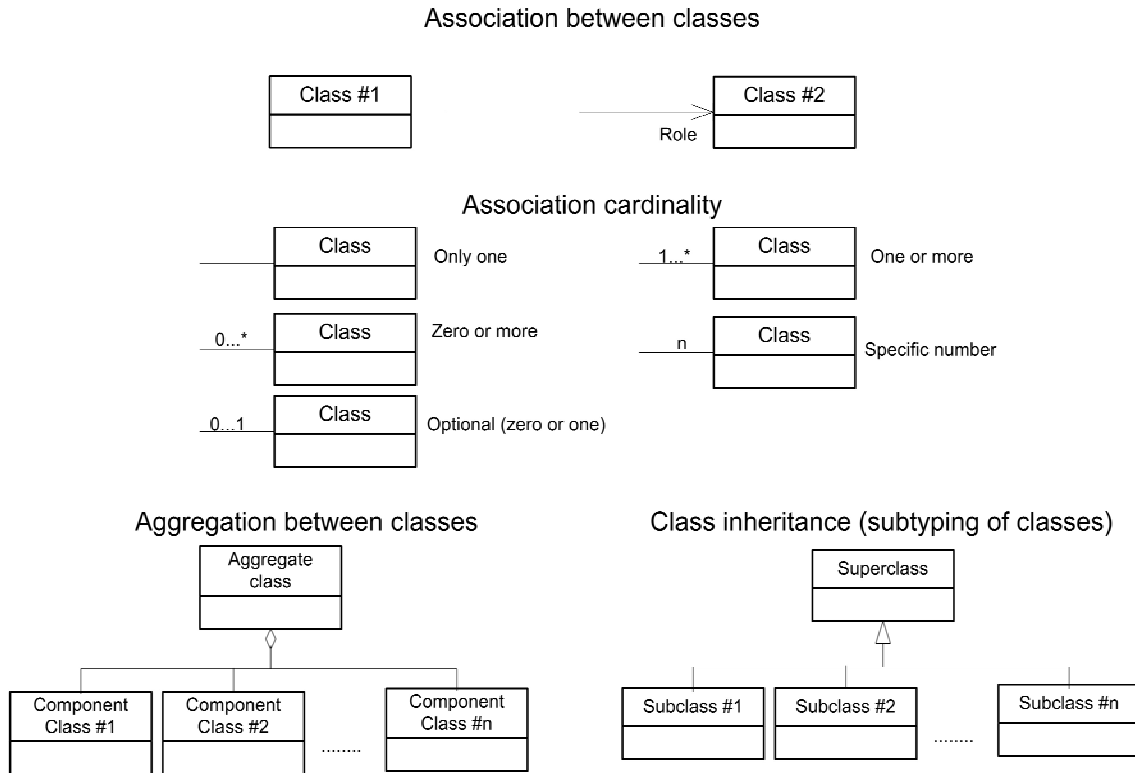 Association between classes
Class #1
Class #2
Role
Association cardinality
Class
Only one
1...*
Class
One or more
0...*
Class
Zero or more
n
Class
Specific number
0...1
Class
Optional (zero or one)
Aggregation between classes
Class inheritance (subtyping of classes)
Aggregate
class
Superclass
Component
Class #1
Component
Class #2
........
Component
Class #n
Subclass #1
Subclass #2
........
Subclass #n